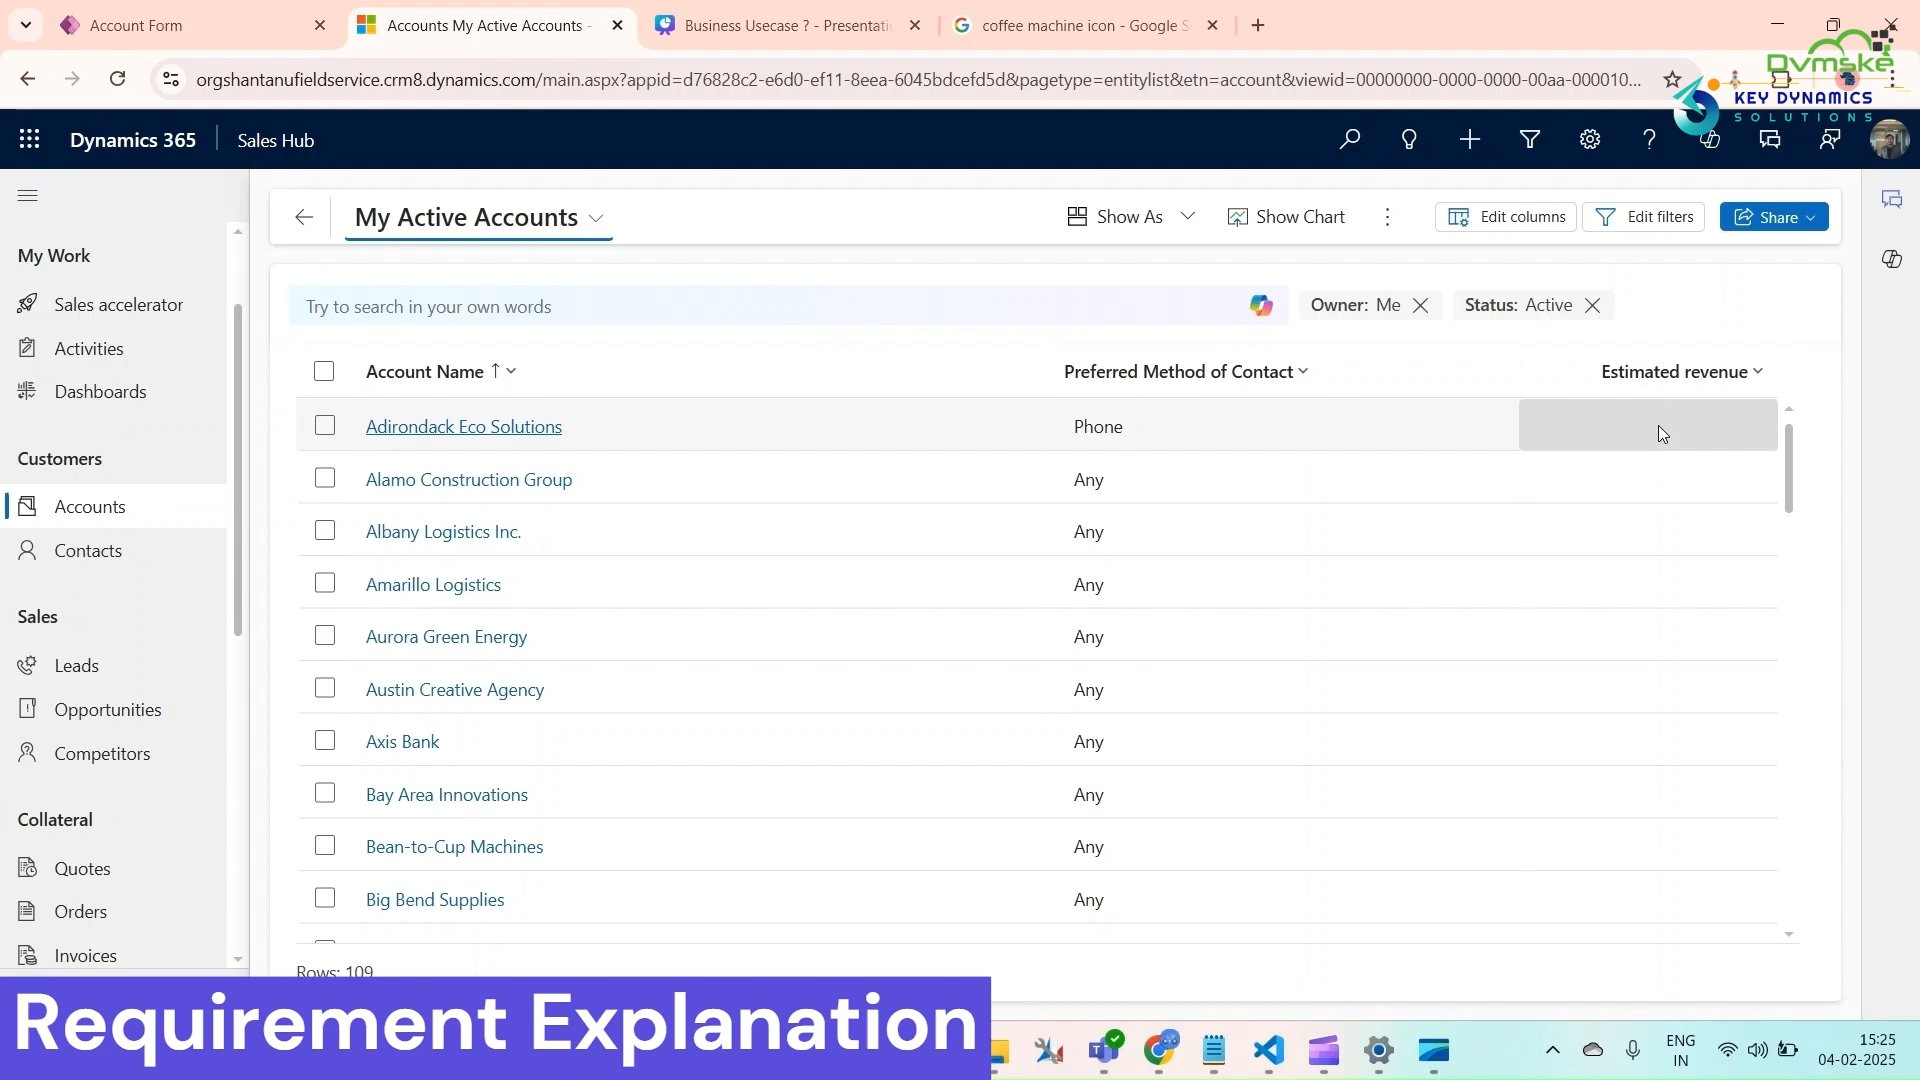 Account Form
Accounts My Active Accounts -
Business Usecase ? - Presentatio
coffee machine icon - Google S
orgshantanufieldservice.crm8.dynamics.com/main.aspx?appid=d76828c2-e6d0-ef11-8eea-6045bdcefd5d&pagetype=entitylist&etn=account&viewid=00000000-0000-0000-00aa-000010...
Dvmske
KEY DYNAMICS
SOLUTIONS
Dynamics 365
Sales Hub
My Active Accounts
Show As
Show Chart
Edit columns
Edit filters
Share
My Work
Sales accelerator
Activities
Dashboards
Customers
Accounts
Contacts
Sales
Leads
Opportunities
Competitors
Collateral
Quotes
Orders
Invoices
Try to search in your own words
Owner: Me
Status: Active
Account Name ↑
Preferred Method of Contact
Estimated revenue
Adirondack Eco Solutions
Phone
Alamo Construction Group
Any
Albany Logistics Inc.
Any
Amarillo Logistics
Any
Aurora Green Energy
Any
Austin Creative Agency
Any
Axis Bank
Any
Bay Area Innovations
Any
Bean-to-Cup Machines
Any
Big Bend Supplies
Any
Rows: 109
Requirement Explanation
ENG
IN
15:25
04-02-2025